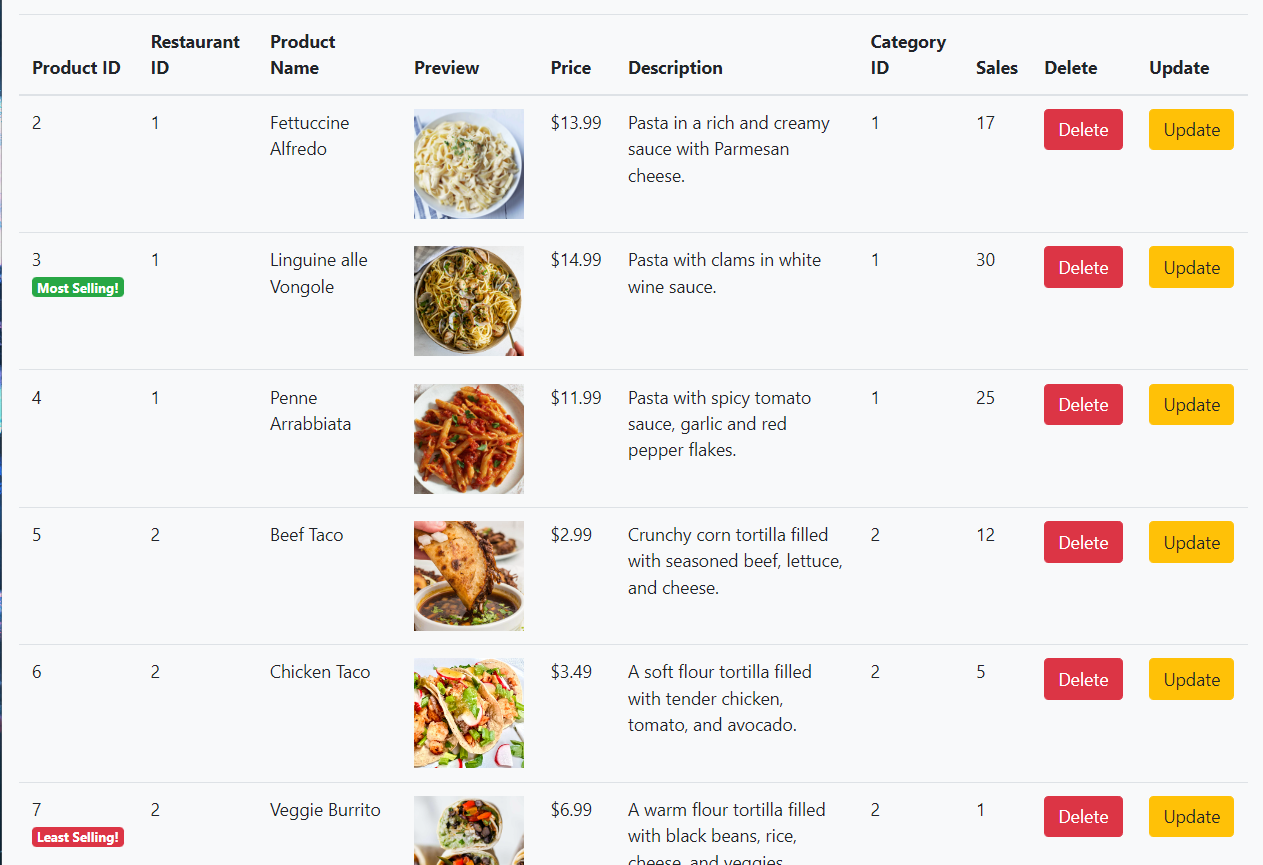 Product ID Restaurant ID Product Name Preview Price Description Category ID Sales Delete Update
2 1 Fettuccine $13.99 Pasta in a rich and creamy 1 17 Delete Update
Alfredo sauce with Parmesan
cheese.
3 1 Linguine alle $14.99 Pasta with clams in white 1 30 Delete Update
Most Selling! Vongole wine sauce.
4 1 Penne $11.99 Pasta with spicy tomato 1 25 Delete Update
Arrabbiata sauce, garlic and red
pepper flakes.
5 2 Beef Taco $2.99 Crunchy corn tortilla filled 2 12 Delete Update
with seasoned beef, lettuce,
and cheese.
6 2 Chicken Taco $3.49 A soft flour tortilla filled 2 5 Delete Update
with tender chicken,
tomato, and avocado.
7 2 Veggie Burrito $6.99 A warm flour tortilla filled 2 1 Delete Update
Least Selling! with black beans, rice,
cheese, and veggies